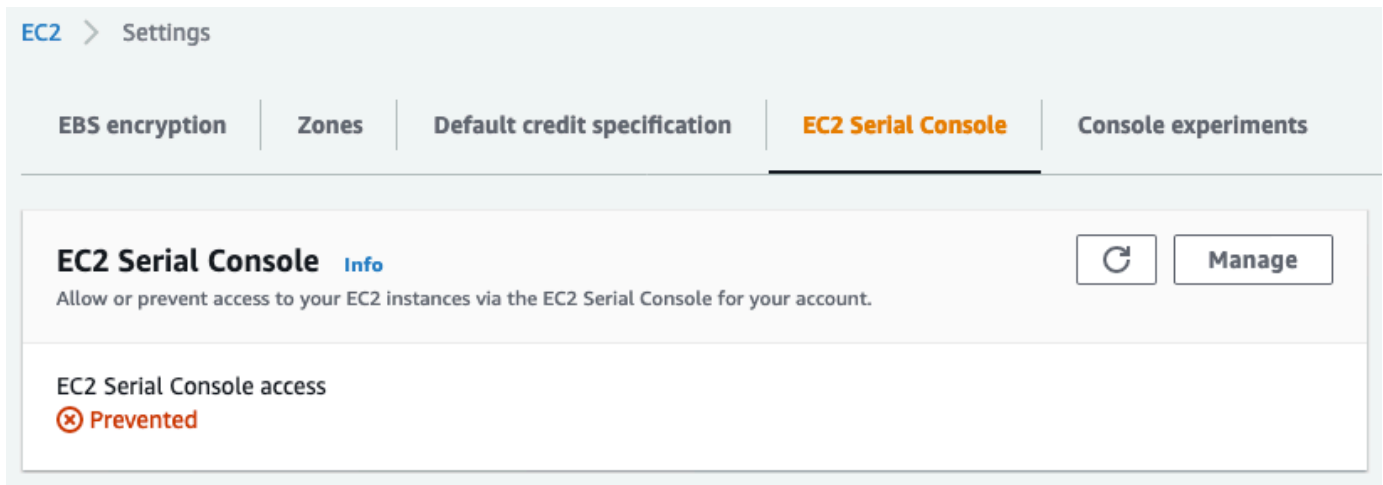 EC2 > Settings
EBS encryption Zones Default credit specification EC2 Serial Console Console experiments
EC2 Serial Console Info Manage
Allow or prevent access to your EC2 instances via the EC2 Serial Console for your account.
EC2 Serial Console access
Prevented